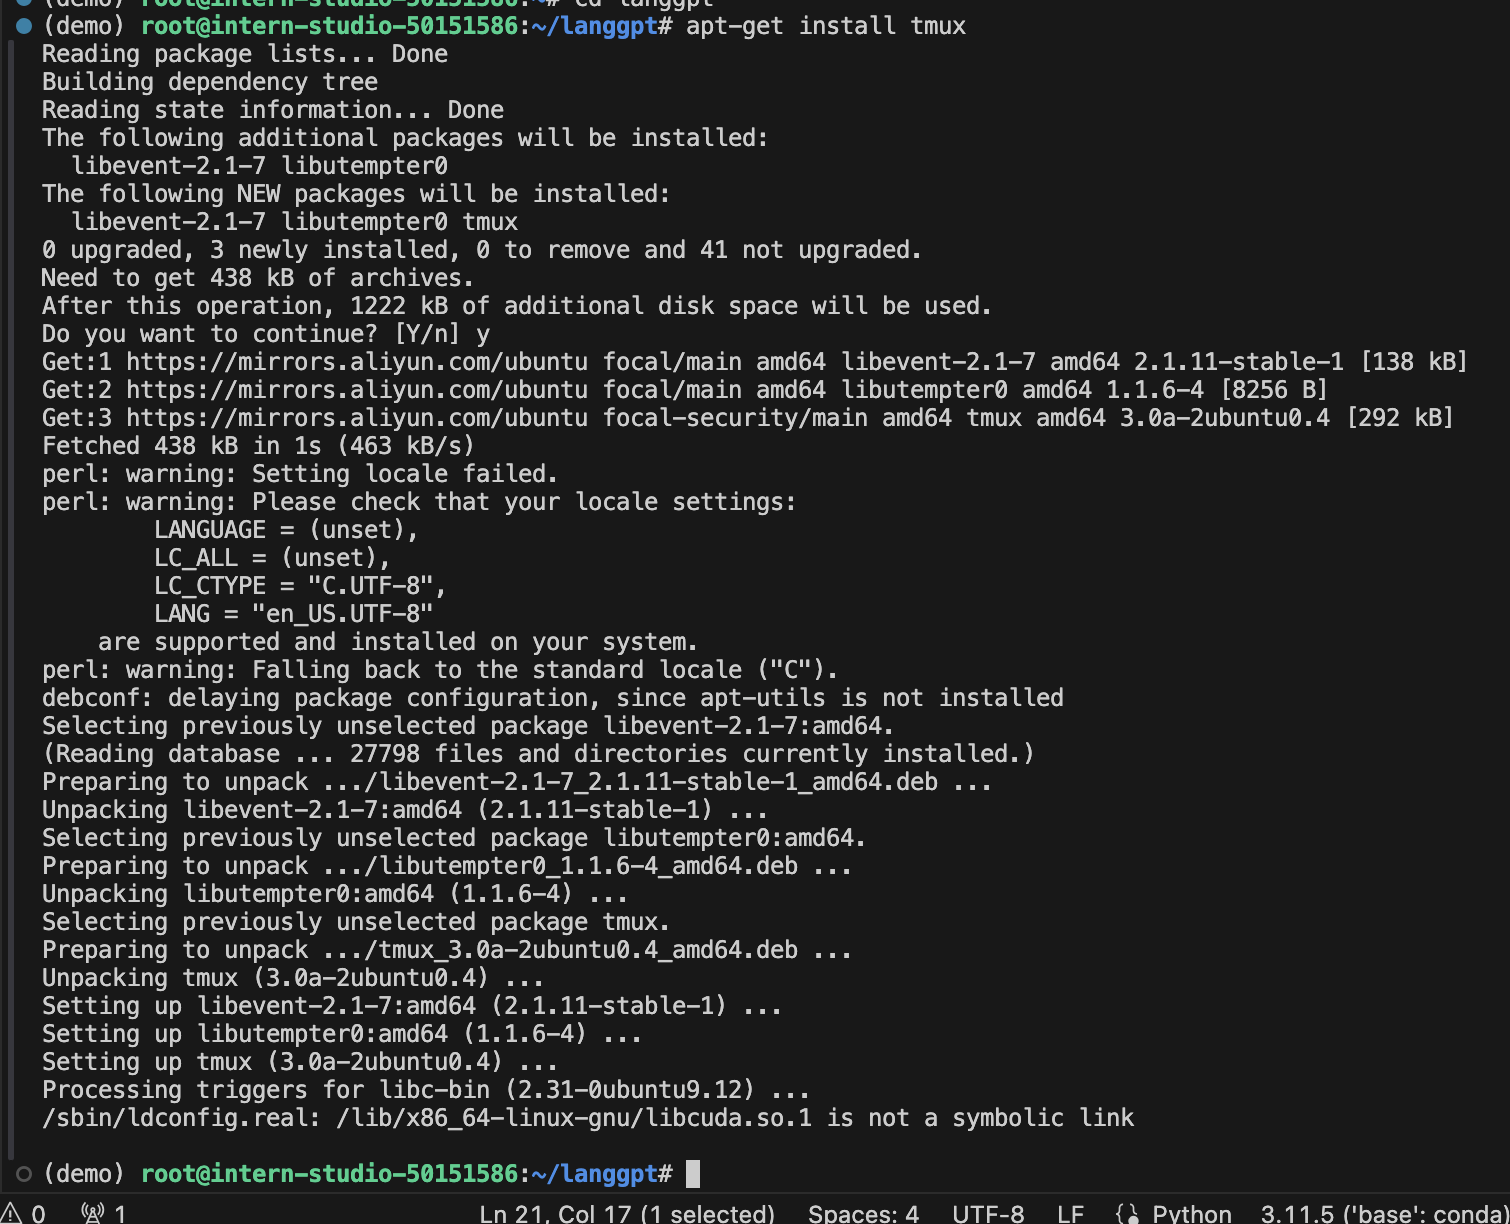 (demo) root@intern-studio-50151586:~# cd langgpt
(demo) root@intern-studio-50151586:~/langgpt# apt-get install tmux
Reading package lists... Done
Building dependency tree
Reading state information... Done
The following additional packages will be installed:
  libevent-2.1-7 libutempter0
The following NEW packages will be installed:
  libevent-2.1-7 libutempter0 tmux
0 upgraded, 3 newly installed, 0 to remove and 41 not upgraded.
Need to get 438 kB of archives.
After this operation, 1222 kB of additional disk space will be used.
Do you want to continue? [Y/n] y
Get:1 https://mirrors.aliyun.com/ubuntu focal/main amd64 libevent-2.1-7 amd64 2.1.11-stable-1 [138 kB]
Get:2 https://mirrors.aliyun.com/ubuntu focal/main amd64 libutempter0 amd64 1.1.6-4 [8256 B]
Get:3 https://mirrors.aliyun.com/ubuntu focal-security/main amd64 tmux amd64 3.0a-2ubuntu0.4 [292 kB]
Fetched 438 kB in 1s (463 kB/s)
perl: warning: Setting locale failed.
perl: warning: Please check that your locale settings:
        LANGUAGE = (unset),
        LC_ALL = (unset),
        LC_CTYPE = "C.UTF-8",
        LANG = "en_US.UTF-8"
    are supported and installed on your system.
perl: warning: Falling back to the standard locale ("C").
debconf: delaying package configuration, since apt-utils is not installed
Selecting previously unselected package libevent-2.1-7:amd64.
(Reading database ... 27798 files and directories currently installed.)
Preparing to unpack .../libevent-2.1-7_2.1.11-stable-1_amd64.deb ...
Unpacking libevent-2.1-7:amd64 (2.1.11-stable-1) ...
Selecting previously unselected package libutempter0:amd64.
Preparing to unpack .../libutempter0_1.1.6-4_amd64.deb ...
Unpacking libutempter0:amd64 (1.1.6-4) ...
Selecting previously unselected package tmux.
Preparing to unpack .../tmux_3.0a-2ubuntu0.4_amd64.deb ...
Unpacking tmux (3.0a-2ubuntu0.4) ...
Setting up libevent-2.1-7:amd64 (2.1.11-stable-1) ...
Setting up libutempter0:amd64 (1.1.6-4) ...
Setting up tmux (3.0a-2ubuntu0.4) ...
Processing triggers for libc-bin (2.31-0ubuntu9.12) ...
/sbin/ldconfig.real: /lib/x86_64-linux-gnu/libcuda.so.1 is not a symbolic link
(demo) root@intern-studio-50151586:~/langgpt#
0 1 Ln 21, Col 17 (1 selected) Spaces: 4 UTF-8 LF Python 3.11.5 ('base': conda)